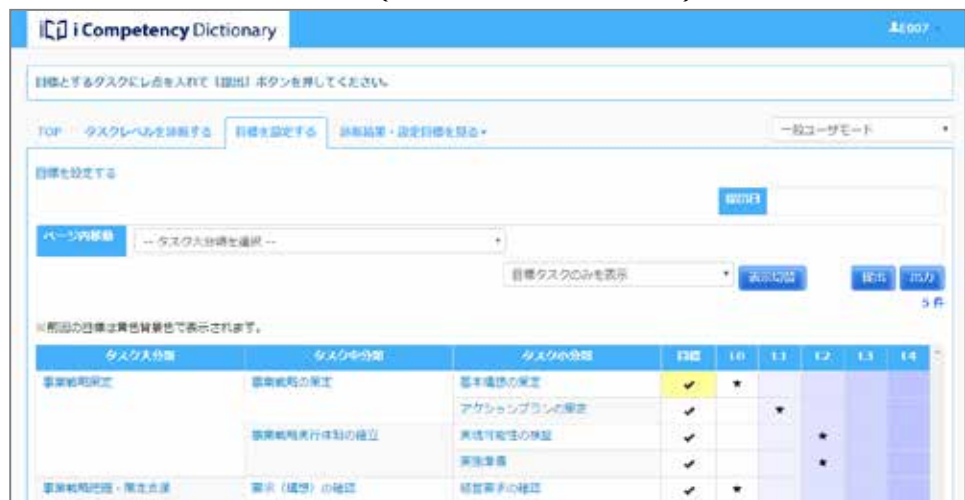 i Competency Dictionary
E007
目標とするタスクにレ点を入れて【提出】ボタンを押してください。
TOP タスクレベルを診断する 目標を設定する 診断結果・設定目標を見る
一般ユーザモード
目標を設定する
提出日
ページ内移動 -- タスク大分類を選択 --
目標タスクのみを表示 表示切替 提出 出力
5 件
※前回の目標は黄色背景色で表示されます。
タスク大分類 タスク中分類 タスク小分類 目標 L0 L1 L2 L3 L4
事業戦略策定 事業戦略の策定 基本構想の策定 ✔ ★
アクションプランの策定 ✔ ★
事業戦略実行体制の確立 実現可能性の検証 ✔ ★
実施準備 ✔ ★
事業戦略把握・策定支援 要求（構想）の確認 経営要求の確認 ✔ ★